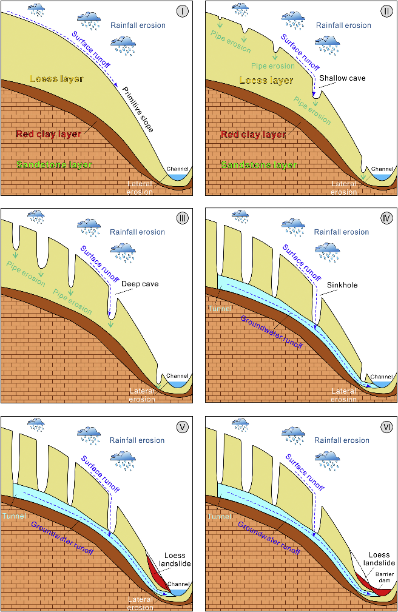 I
Rainfall erosion
Surface runoff
Loess layer
Primitive slope
Red clay layer
Sandstone layer
Channel
Lateral
erosion
II
Rainfall erosion
Pipe erosion
Surface runoff
Pipe erosion
Loess layer
Shallow cave
Pipe erosion
Red clay layer
Sandstone layer
Channel
Lateral
erosion
III
Rainfall erosion
Surface runoff
Pipe erosion
Deep cave
Pipe erosion
Channel
Lateral
erosion
IV
Rainfall erosion
Surface runoff
Sinkhole
Tunnel
Groundwater runoff
Channel
Lateral
erosion
V
Rainfall erosion
Surface runoff
Tunnel
Groundwater runoff
Loess
landslide
Channel
Lateral
erosion
VI
Rainfall erosion
Surface runoff
Tunnel
Groundwater runoff
Loess
landslide
Barrier
dam